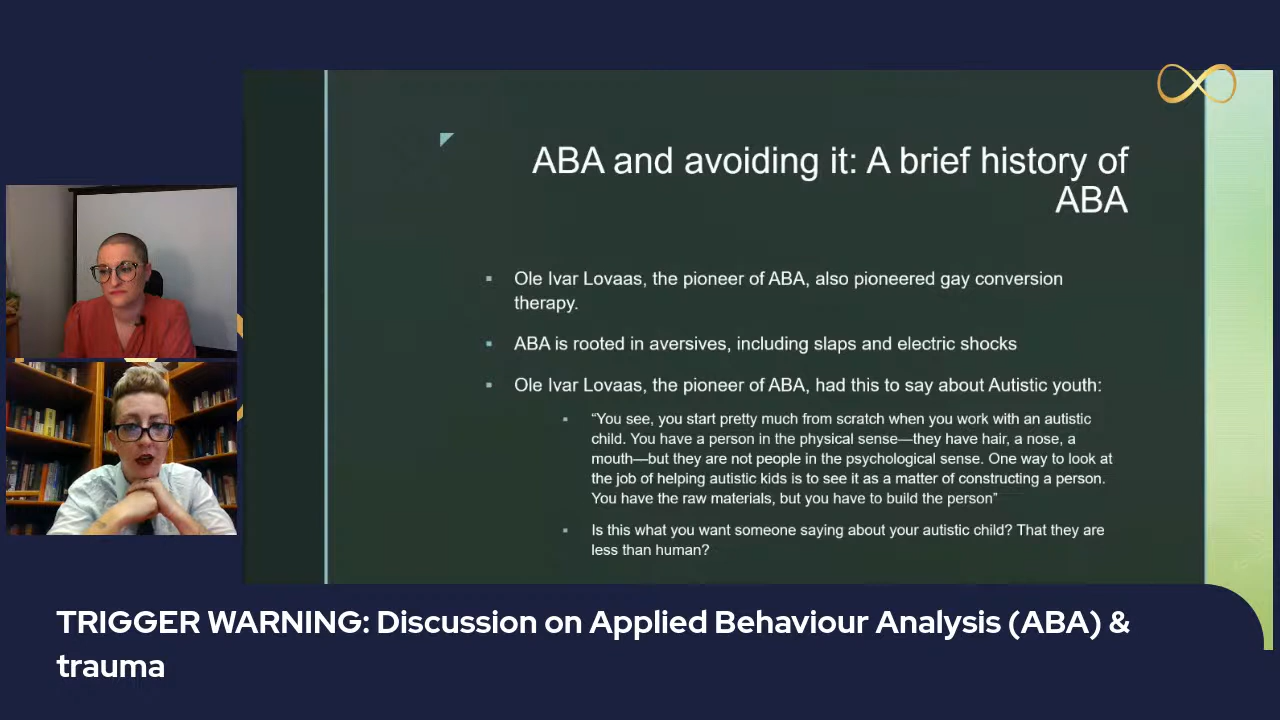 ABA and avoiding it: A brief history of
ABA
▪ Ole Ivar Lovaas, the pioneer of ABA, also pioneered gay conversion
therapy.
▪ ABA is rooted in aversives, including slaps and electric shocks
▪ Ole Ivar Lovaas, the pioneer of ABA, had this to say about Autistic youth:
▪ “You see, you start pretty much from scratch when you work with an autistic
child. You have a person in the physical sense—they have hair, a nose, a
mouth—but they are not people in the psychological sense. One way to look at
the job of helping autistic kids is to see it as a matter of constructing a person.
You have the raw materials, but you have to build the person”
▪ Is this what you want someone saying about your autistic child? That they are
less than human?
TRIGGER WARNING: Discussion on Applied Behaviour Analysis (ABA) &
trauma